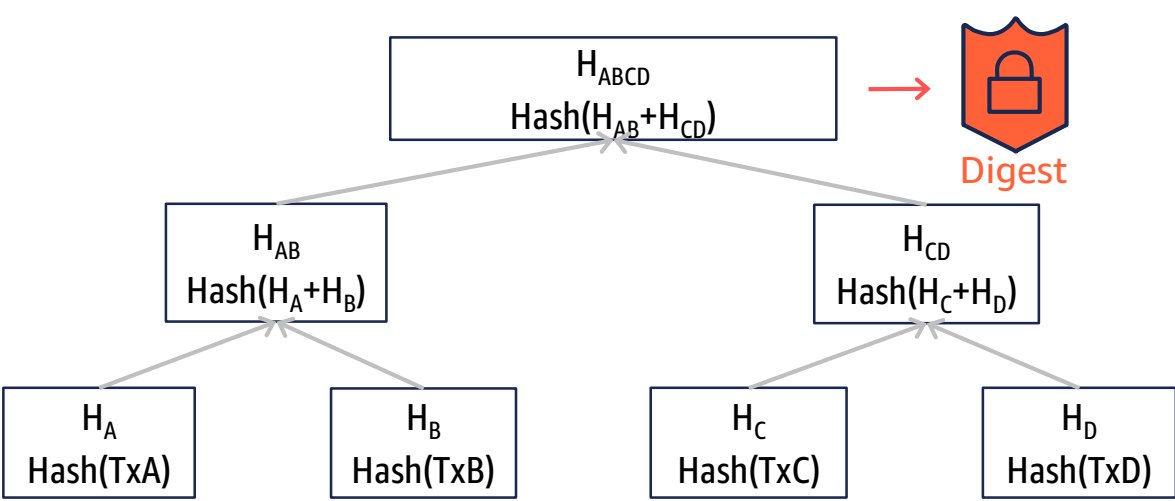 H_ABCD
Hash(H_AB+H_CD)
Digest
H_AB
Hash(H_A+H_B)
H_CD
Hash(H_C+H_D)
H_A
Hash(TxA)
H_B
Hash(TxB)
H_C
Hash(TxC)
H_D
Hash(TxD)